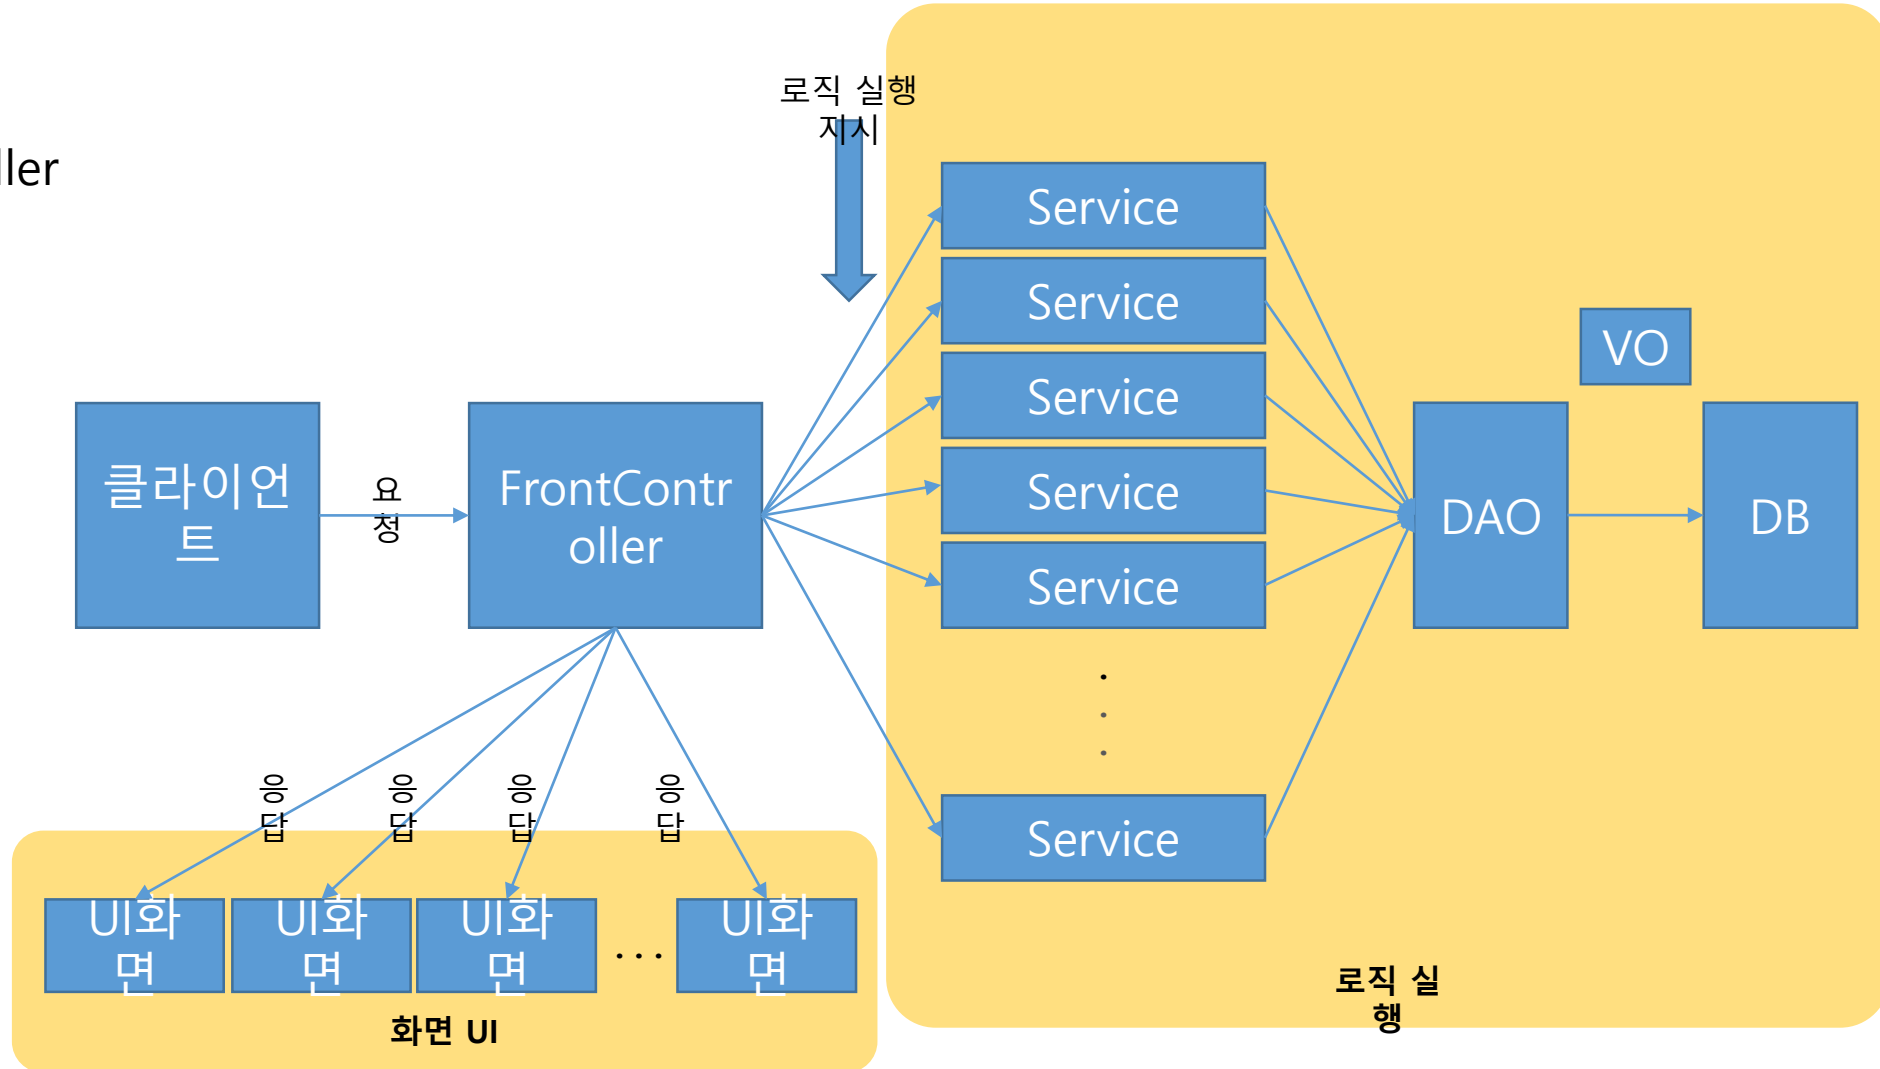 로직 실행
지시
ller
Service
Service
Service
Service
Service
.
.
.
Service
VO
클라이언
트
요
청
FrontContr
oller
DAO
DB
응
답
응
답
응
답
응
답
UI화
면
UI화
면
UI화
면
...
UI화
면
화면 UI
로직 실
행